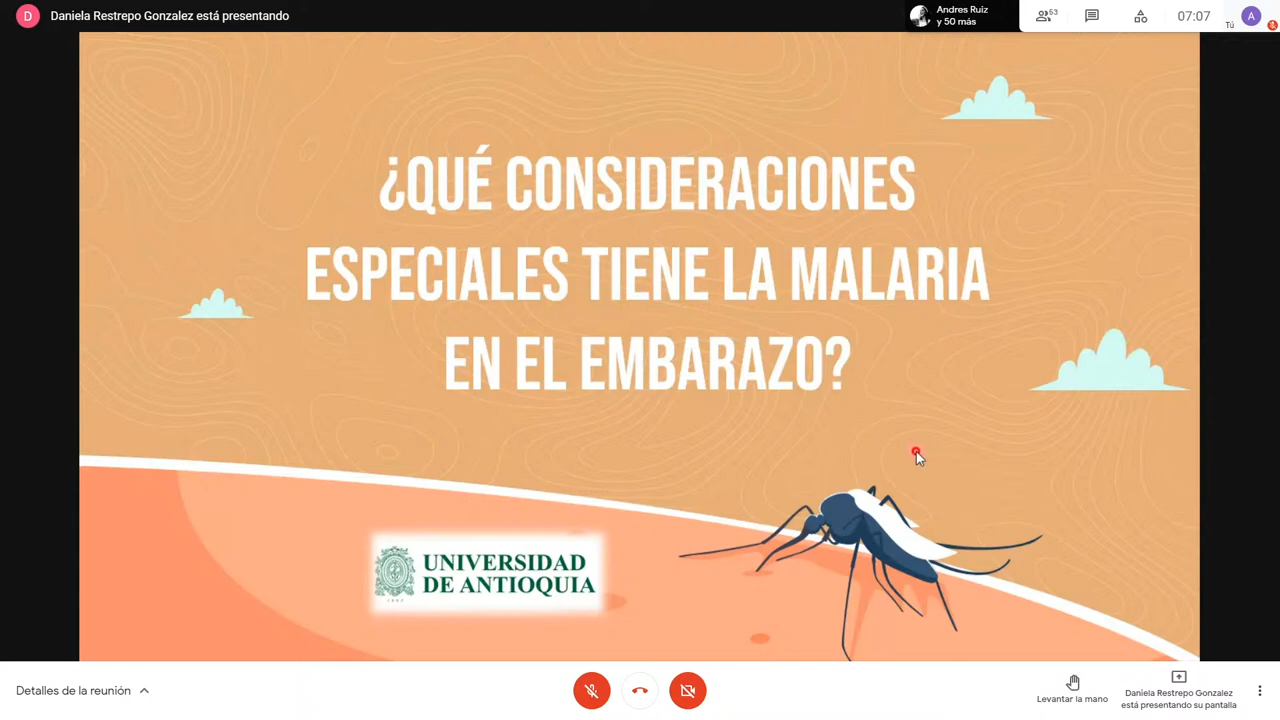 D
Daniela Restrepo Gonzalez está presentando
Andres Ruiz
y 50 más
53
07:07
Tú
A
¿QUÉ CONSIDERACIONES
ESPECIALES TIENE LA MALARIA
EN EL EMBARAZO?
UNIVERSIDAD
DE ANTIOQUIA
Detalles de la reunión
Levantar la mano
Daniela Restrepo Gonzalez
está presentando su pantalla